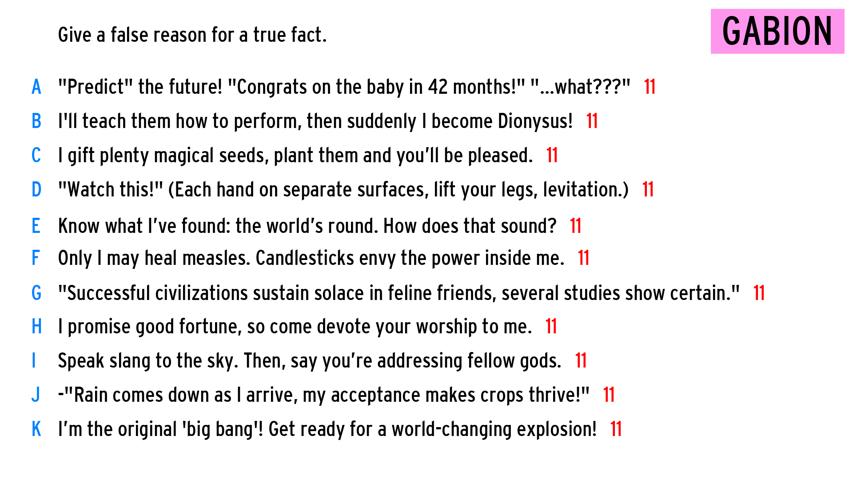 Give a false reason for a true fact.
GABION
A "Predict" the future! "Congrats on the baby in 42 months!" "...what???" 11
B I'll teach them how to perform, then suddenly I become Dionysus! 11
C I gift plenty magical seeds, plant them and you’ll be pleased. 11
D "Watch this!" (Each hand on separate surfaces, lift your legs, levitation.) 11
E Know what I’ve found: the world’s round. How does that sound? 11
F Only I may heal measles. Candlesticks envy the power inside me. 11
G "Successful civilizations sustain solace in feline friends, several studies show certain." 11
H I promise good fortune, so come devote your worship to me. 11
I Speak slang to the sky. Then, say you’re addressing fellow gods. 11
J -"Rain comes down as I arrive, my acceptance makes crops thrive!" 11
K I’m the original 'big bang'! Get ready for a world-changing explosion! 11